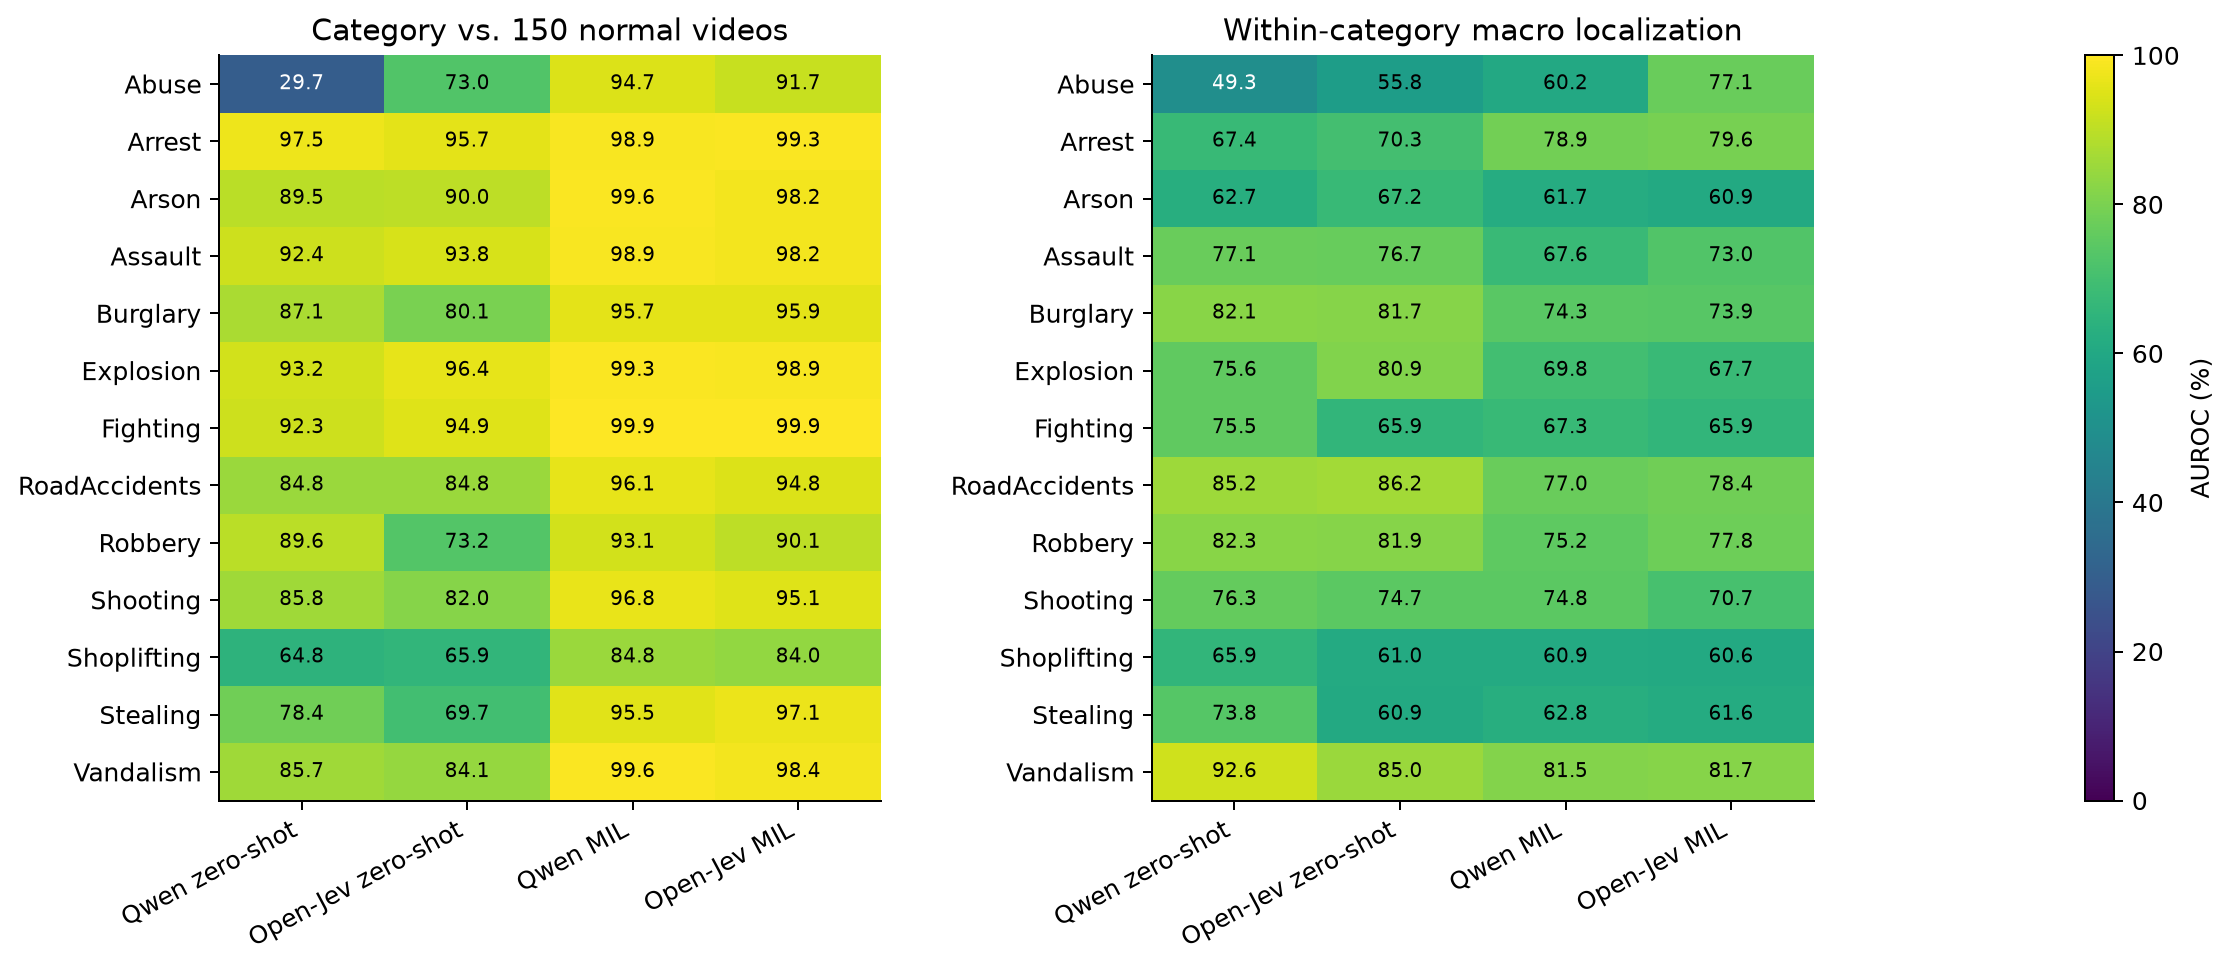 Category vs. 150 normal videos
Abuse 29.7 73.0 94.7 91.7
Arrest 97.5 95.7 98.9 99.3
Arson 89.5 90.0 99.6 98.2
Assault 92.4 93.8 98.9 98.2
Burglary 87.1 80.1 95.7 95.9
Explosion 93.2 96.4 99.3 98.9
Fighting 92.3 94.9 99.9 99.9
RoadAccidents 84.8 84.8 96.1 94.8
Robbery 89.6 73.2 93.1 90.1
Shooting 85.8 82.0 96.8 95.1
Shoplifting 64.8 65.9 84.8 84.0
Stealing 78.4 69.7 95.5 97.1
Vandalism 85.7 84.1 99.6 98.4
Qwen zero-shot
Open-Jev zero-shot
Qwen MIL
Open-Jev MIL
Within-category macro localization
Abuse 49.3 55.8 60.2 77.1
Arrest 67.4 70.3 78.9 79.6
Arson 62.7 67.2 61.7 60.9
Assault 77.1 76.7 67.6 73.0
Burglary 82.1 81.7 74.3 73.9
Explosion 75.6 80.9 69.8 67.7
Fighting 75.5 65.9 67.3 65.9
RoadAccidents 85.2 86.2 77.0 78.4
Robbery 82.3 81.9 75.2 77.8
Shooting 76.3 74.7 74.8 70.7
Shoplifting 65.9 61.0 60.9 60.6
Stealing 73.8 60.9 62.8 61.6
Vandalism 92.6 85.0 81.5 81.7
Qwen zero-shot
Open-Jev zero-shot
Qwen MIL
Open-Jev MIL
100
80
60
40
20
0
AUROC (%)